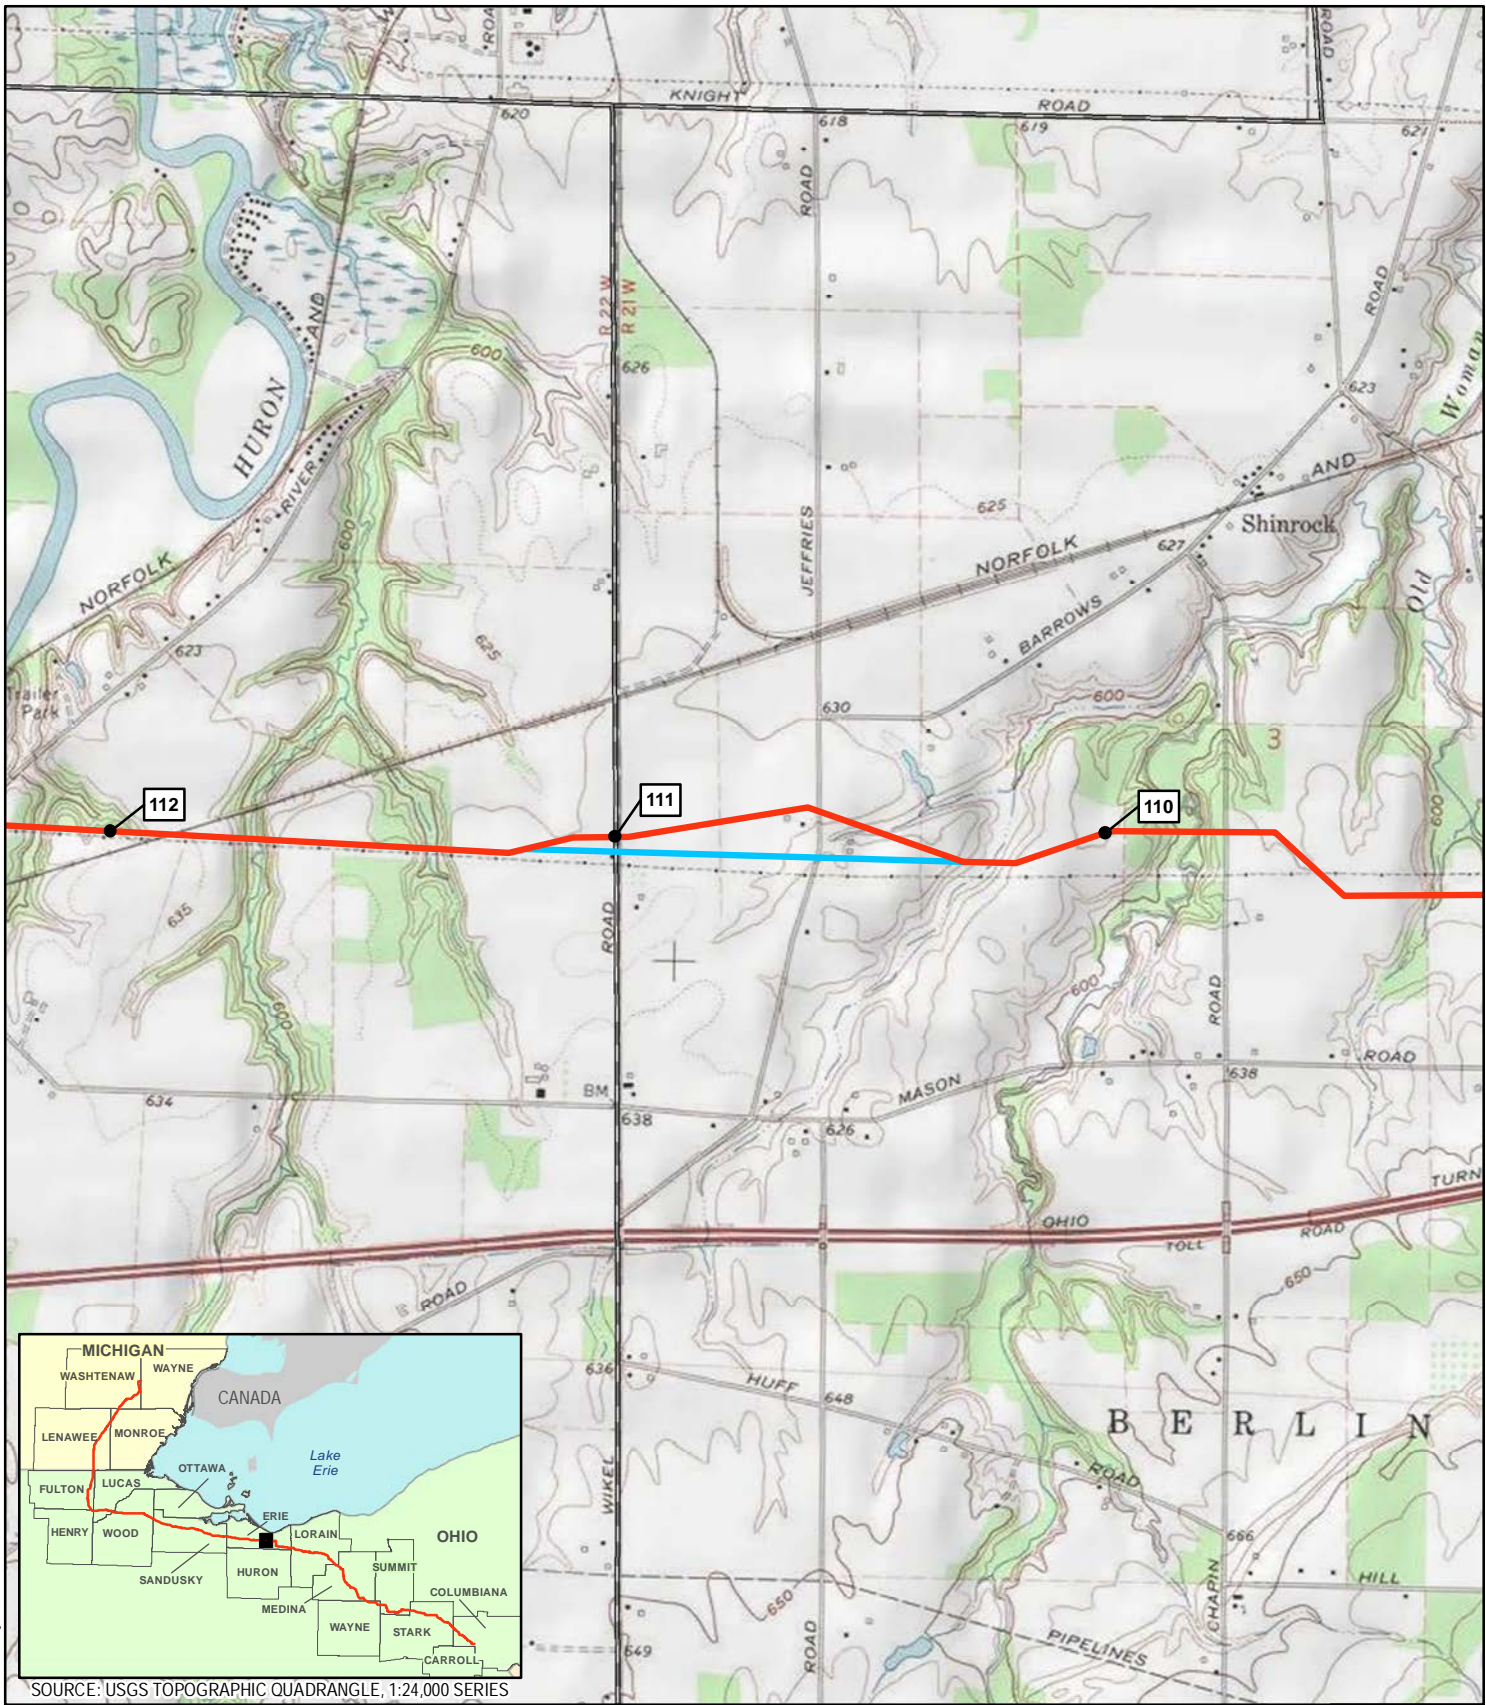 ROAD
ROAD
KNIGHT
ROAD
620
618
619
621
ROAD
R 22 W
R 21 W
AND
ROAD
Woman
600
626
623
HURON
RIVER
AND
625
Shinrock
JEFFRIES
NORFOLK
627
600
NORFOLK
BARROWS
Old
623
625
Trailer
Park
600
630
3
112
111
110
600
635
ROAD
600
ROAD
600
ROAD
MASON
638
BM
634
638
626
TURN
OHIO
TOLL
ROAD
650
ROAD
636
HUFF
648
BERLIN
ROAD
WIKEL
666
CHAPIN
HILL
650
ROAD
PIPELINES
649
MICHIGAN
WASHTENAW
WAYNE
CANADA
LENAWEE
MONROE
Lake
Erie
OTTAWA
FULTON
LUCAS
ERIE
HENRY
WOOD
LORAIN
OHIO
SANDUSKY
HURON
SUMMIT
COLUMBIANA
MEDINA
WAYNE
STARK
CARROLL
SOURCE: USGS TOPOGRAPHIC QUADRANGLE, 1:24,000 SERIES